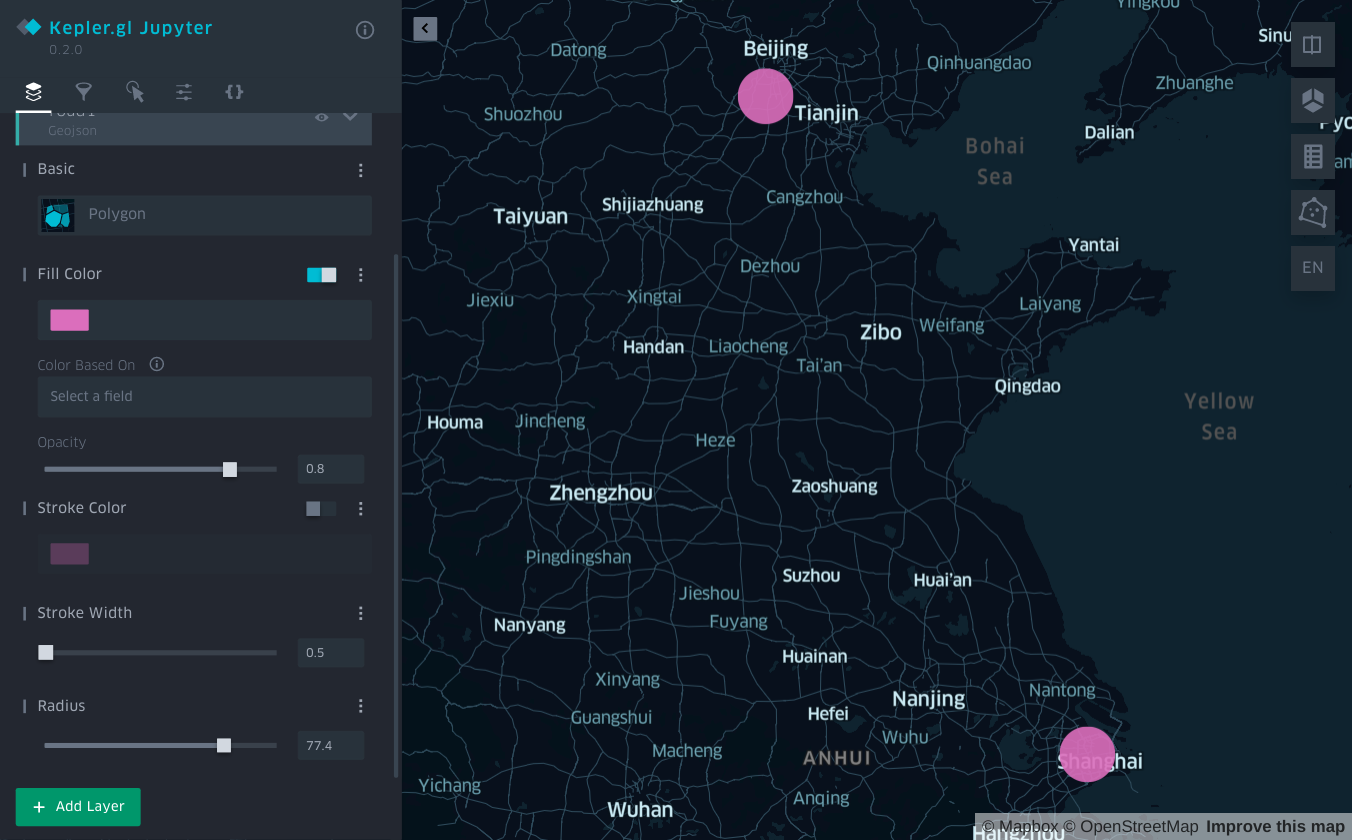 Kepler.gl Jupyter
0.2.0
Geojson
Basic
Polygon
Fill Color
Color Based On
Select a field
Opacity
0.8
Stroke Color
Stroke Width
0.5
Radius
77.4
+ Add Layer
Yingkou
Datong
Beijing
Sinu
Qinhuangdao
Zhuanghe
Shuozhou
Tianjin
Dalian
Pyo
Bohai
Sea
am
Cangzhou
Shijiazhuang
Taiyuan
Yantai
Dezhou
EN
Jiexiu
Xingtai
Laiyang
Zibo
Weifang
Handan
Liaocheng
Tai'an
Qingdao
Yellow
Sea
Houma
Jincheng
Heze
Zaoshuang
Zhengzhou
Pingdingshan
Suzhou
Huai'an
Jieshou
Nanyang
Fuyang
Huainan
Xinyang
Nantong
Nanjing
Guangshui
Hefei
Wuhu
Macheng
ANHUI
Shanghai
Yichang
Anqing
Wuhan
© Mapbox © OpenStreetMap Improve this map
Hangzhou